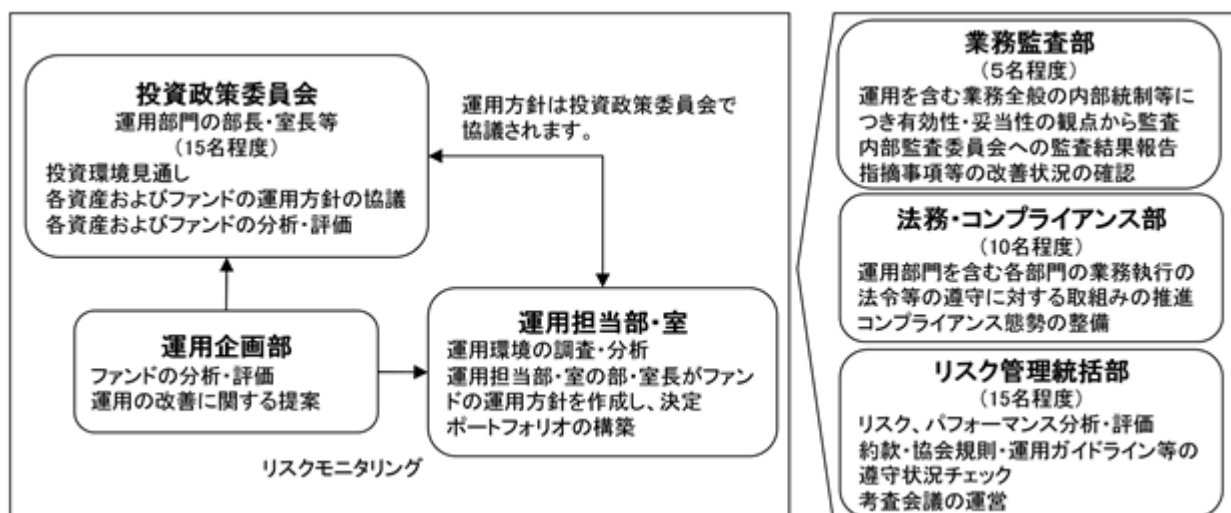 投資政策委員会
運用部門の部長・室長等
(15名程度)
投資環境見通し
各資産およびファンドの運用方針の協議
各資産およびファンドの分析・評価
運用方針は投資政策委員会で
協議されます。
運用企画部
ファンドの分析・評価
運用の改善に関する提案
運用担当部・室
運用環境の調査・分析
運用担当部・室の部・室長がファン
ドの運用方針を作成し、決定
ポートフォリオの構築
リスクモニタリング
業務監査部
(5名程度)
運用を含む業務全般の内部統制等に
つき有効性・妥当性の観点から監査
内部監査委員会への監査結果報告
指摘事項等の改善状況の確認
法務・コンプライアンス部
(10名程度)
運用部門を含む各部門の業務執行の
法令等の遵守に対する取組みの推進
コンプライアンス態勢の整備
リスク管理統括部
(15名程度)
リスク、パフォーマンス分析・評価
約款・協会規則・運用ガイドライン等の
遵守状況チェック
考査会議の運営